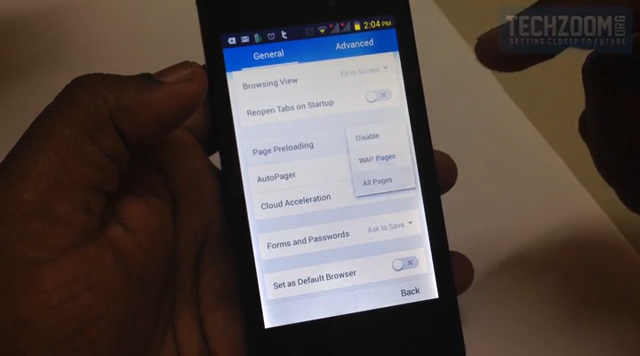 TECHZOOM.ORG
GETTING CLOSER TO FUTURE
2:04 PM
General
Advanced
Browsing View
Fit to Screen
Reopen Tabs on Startup
Page Preloading
Disable
WAP Pages
AutoPager
All Pages
Cloud Acceleration
Forms and Passwords
Ask to Save
Set as Default Browser
Back